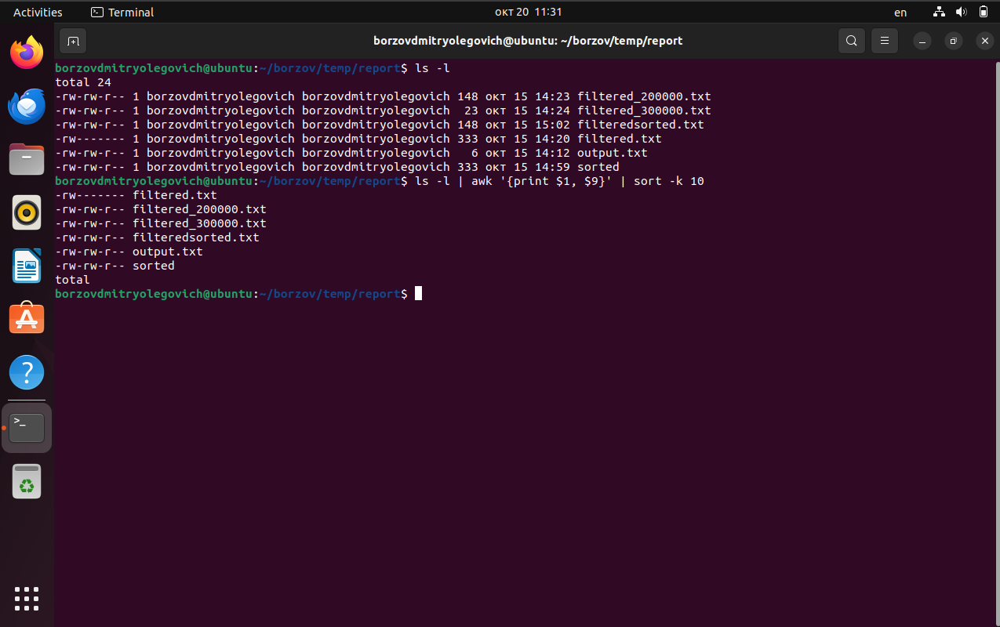 Activities Terminal окт 20 11:31 en
borzovdmitryolegovich@ubuntu: ~/borzov/temp/report
borzovdmitryolegovich@ubuntu:~/borzov/temp/report$ ls -l
total 24
-rw-rw-r-- 1 borzovdmitryolegovich borzovdmitryolegovich 148 окт 15 14:23 filtered_200000.txt
-rw-rw-r-- 1 borzovdmitryolegovich borzovdmitryolegovich  23 окт 15 14:24 filtered_300000.txt
-rw-rw-r-- 1 borzovdmitryolegovich borzovdmitryolegovich 148 окт 15 15:02 filteredsorted.txt
-rw------- 1 borzovdmitryolegovich borzovdmitryolegovich 333 окт 15 14:20 filtered.txt
-rw-rw-r-- 1 borzovdmitryolegovich borzovdmitryolegovich   6 окт 15 14:12 output.txt
-rw-rw-r-- 1 borzovdmitryolegovich borzovdmitryolegovich 333 окт 15 14:59 sorted
borzovdmitryolegovich@ubuntu:~/borzov/temp/report$ ls -l | awk '{print $1, $9}' | sort -k 10
-rw------- filtered.txt
-rw-rw-r-- filtered_200000.txt
-rw-rw-r-- filtered_300000.txt
-rw-rw-r-- filteredsorted.txt
-rw-rw-r-- output.txt
-rw-rw-r-- sorted
total
borzovdmitryolegovich@ubuntu:~/borzov/temp/report$